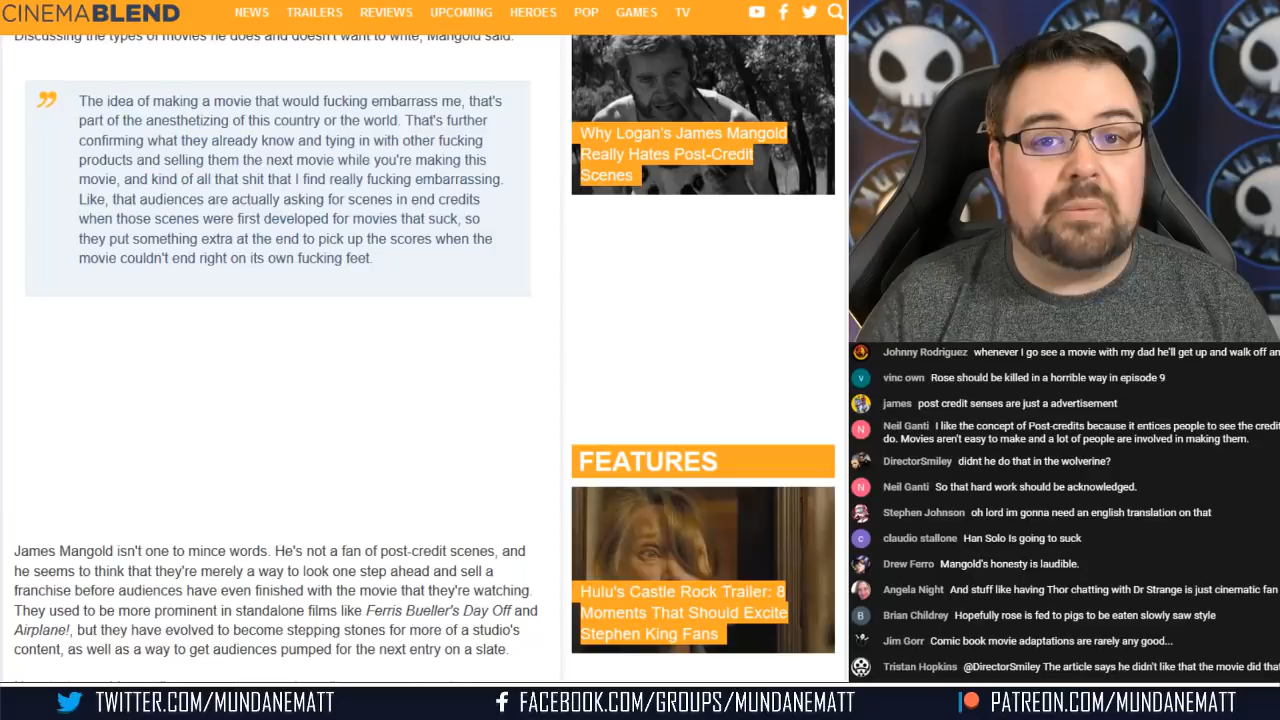 CINEMABLEND
NEWS TRAILERS REVIEWS UPCOMING HEROES POP GAMES TV
Discussing the types of movies he does and doesn't want to write, Mangold said:
The idea of making a movie that would fucking embarrass me, that's
part of the anesthetizing of this country or the world. That's further
confirming what they already know and tying in with other fucking
products and selling them the next movie while you're making this
movie, and kind of all that shit that I find really fucking embarrassing.
Like, that audiences are actually asking for scenes in end credits
when those scenes were first developed for movies that suck, so
they put something extra at the end to pick up the scores when the
movie couldn't end right on its own fucking feet.
James Mangold isn't one to mince words. He's not a fan of post-credit scenes, and
he seems to think that they're merely a way to look one step ahead and sell a
franchise before audiences have even finished with the movie that they're watching.
They used to be more prominent in standalone films like Ferris Bueller's Day Off and
Airplane!, but they have evolved to become stepping stones for more of a studio's
content, as well as a way to get audiences pumped for the next entry on a slate.
Why Logan's James Mangold
Really Hates Post-Credit
Scenes
FEATURES
Hulu's Castle Rock Trailer: 8
Moments That Should Excite
Stephen King Fans
Johnny Rodriguez whenever I go see a movie with my dad he'll get up and walk off an
vinc own Rose should be killed in a horrible way in episode 9
james post credit senses are just a advertisement
Neil Ganti I like the concept of Post-credits because it entices people to see the credit
do. Movies aren't easy to make and a lot of people are involved in making them.
DirectorSmiley didnt he do that in the wolverine?
Neil Ganti So that hard work should be acknowledged.
Stephen Johnson oh lord im gonna need an english translation on that
claudio stallone Han Solo Is going to suck
Drew Ferro Mangold's honesty is laudible.
Angela Night And stuff like having Thor chatting with Dr Strange is just cinematic fan
Brian Childrey Hopefully rose is fed to pigs to be eaten slowly saw style
Jim Gorr Comic book movie adaptations are rarely any good...
Tristan Hopkins @DirectorSmiley The article says he didn't like that the movie did that
TWITTER.COM/MUNDANEMATT
FACEBOOK.COM/GROUPS/MUNDANEMATT
PATREON.COM/MUNDANEMATT